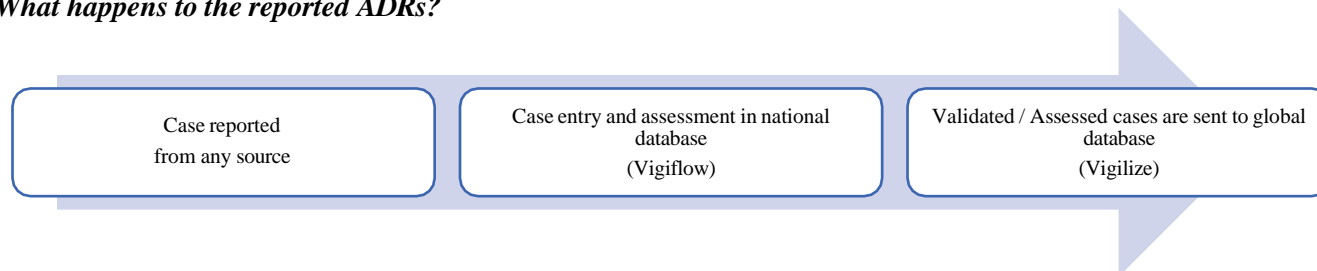 What happens to the reported ADRs?
Case reported
from any source
Case entry and assessment in national
database
(Vigiflow)
Validated / Assessed cases are sent to global
database
(Vigilize)